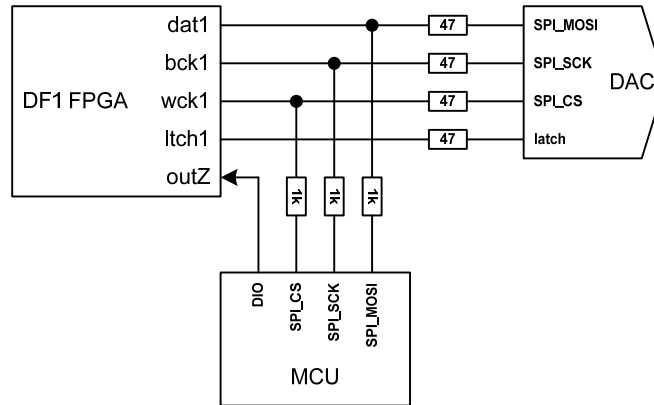 dat1 47 SPI_MOSI
bck1 47 SPI_SCK
DF1 FPGA wck1 47 SPI_CS DAC
ltch1 47 latch
outZ
1k 1k 1k
DIO SPI_CS SPI_SCK SPI_MOSI
MCU